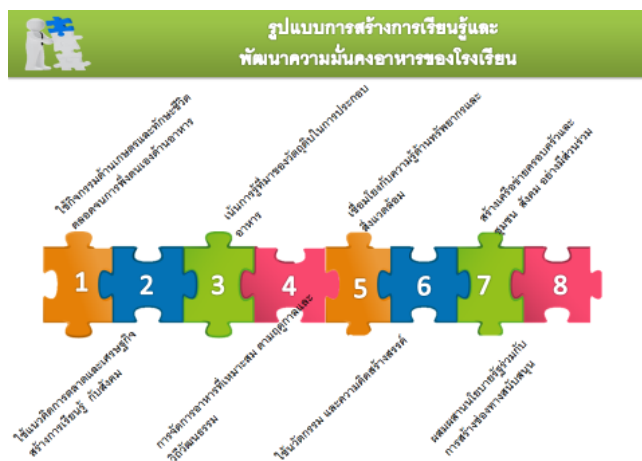 รูปแบบการสร้างการเรียนรู้และ
พัฒนาความมั่นคงอาหารของโรงเรียน
ใช้กิจกรรมด้านเกษตรและทักษะชีวิต
ตลอดจนการพึ่งตนเองด้านอาหาร
เน้นการรู้ที่มาของวัตถุดิบในการประกอบ
อาหาร
เชื่อมโยงกับความรู้ด้านทรัพยากรและ
สิ่งแวดล้อม
สร้างเครือข่ายครอบครัวและ
ชุมชน สังคม อย่างมีส่วนร่วม
1
2
3
4
5
6
7
8
ใช้แนวคิดการตลาดและเศรษฐกิจ
สร้างการเรียนรู้ กับสังคม
การจัดการอาหารที่เหมาะสม ตามฤดูกาลและ
วิถีวัฒนธรรม
ใช้นวัตกรรม และความคิดสร้างสรรค์
ผสมผสานนโยบายรัฐร่วมกับ
การสร้างช่องทางสนับสนุน